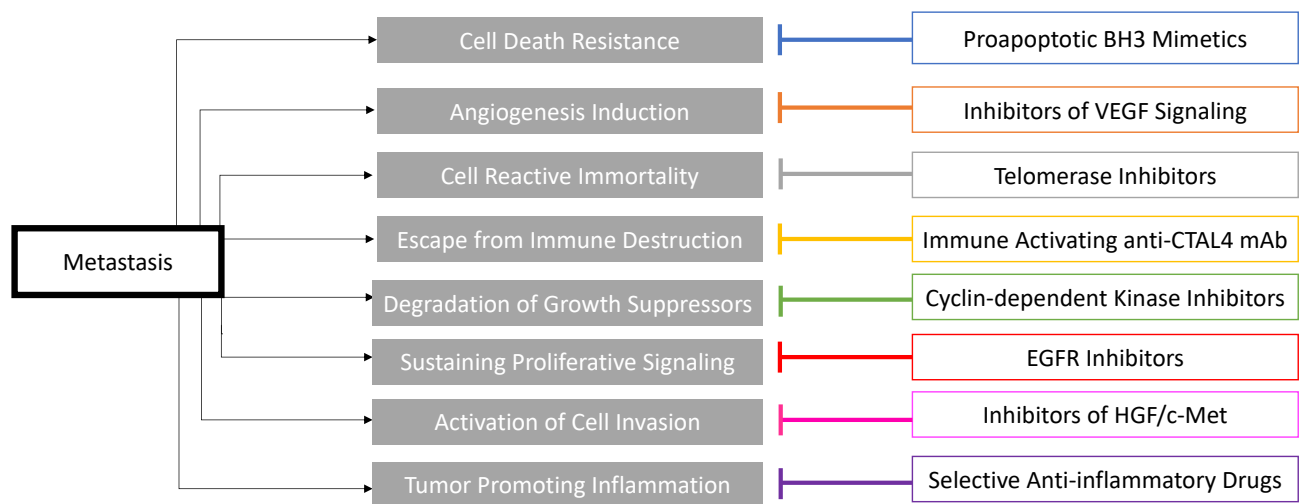 Cell Death Resistance
Proapoptotic BH3 Mimetics
Angiogenesis Induction
Inhibitors of VEGF Signaling
Cell Reactive Immortality
Telomerase Inhibitors
Metastasis
Escape from Immune Destruction
Immune Activating anti-CTAL4 mAb
Degradation of Growth Suppressors
Cyclin-dependent Kinase Inhibitors
Sustaining Proliferative Signaling
EGFR Inhibitors
Activation of Cell Invasion
Inhibitors of HGF/c-Met
Tumor Promoting Inflammation
Selective Anti-inflammatory Drugs